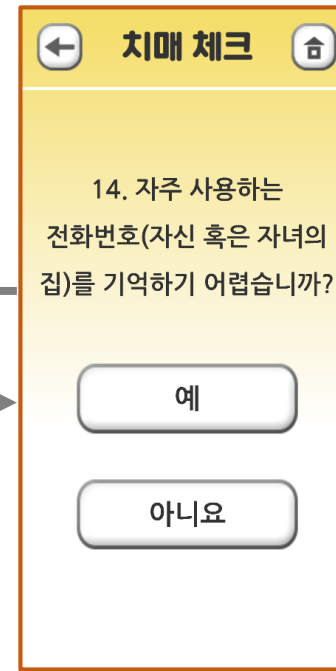 치매 체크
14. 자주 사용하는
전화번호(자신 혹은 자녀의
집)를 기억하기 어렵습니까?
예
아니요